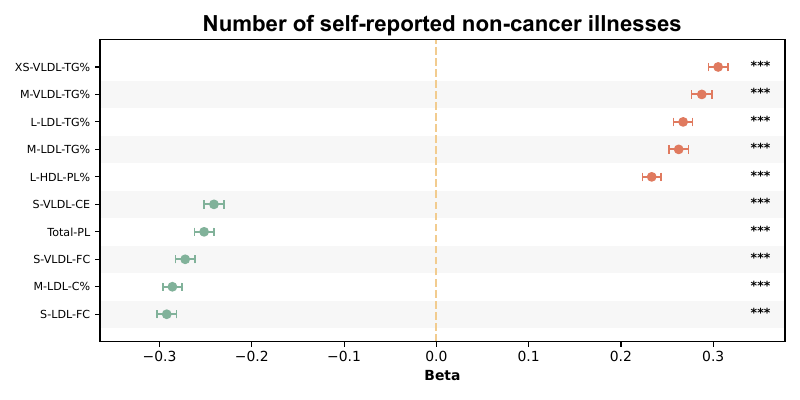 Number of self-reported non-cancer illnesses
XS-VLDL-TG% ***
M-VLDL-TG% ***
L-LDL-TG% ***
M-LDL-TG% ***
L-HDL-PL% ***
S-VLDL-CE ***
Total-PL ***
S-VLDL-FC ***
M-LDL-C% ***
S-LDL-FC ***
−0.3 −0.2 −0.1 0.0 0.1 0.2 0.3
Beta